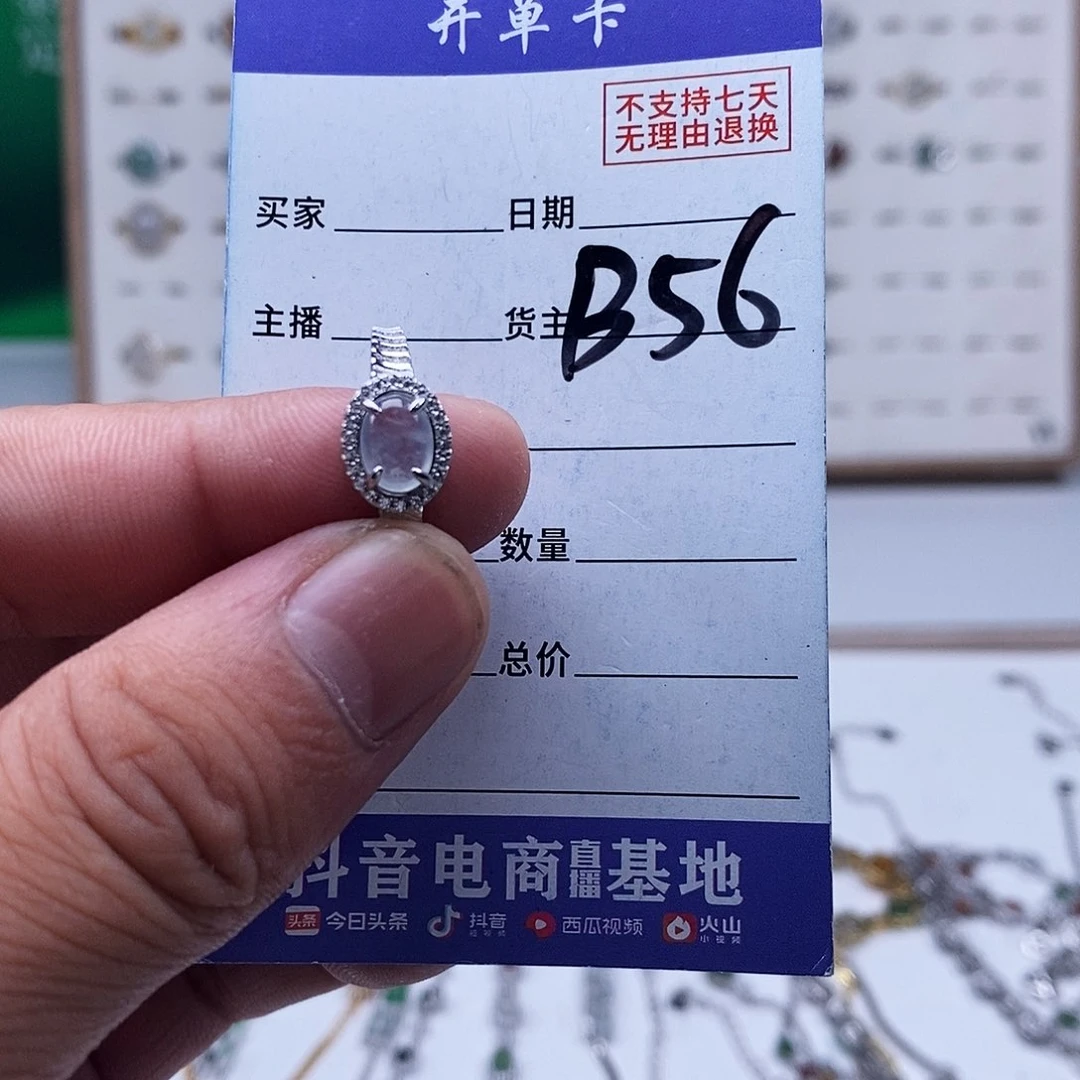 开单卡
不支持七天
无理由退换
买家 日期
主播 货主 B56
数量
总价
抖音电商直播基地
头条 今日头条 抖音 西瓜视频 火山